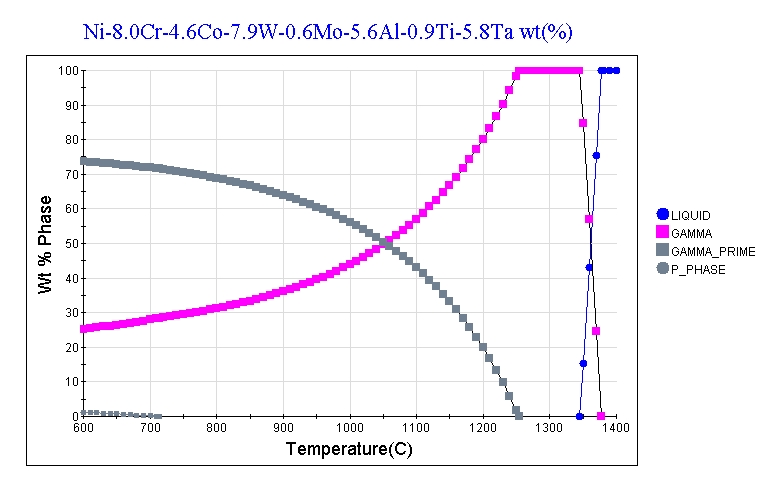 Ni-8.0Cr-4.6Co-7.9W-0.6Mo-5.6Al-0.9Ti-5.8Ta wt(%)
100
90
80
70
60
50
40
30
20
10
0
Wt % Phase
600 700 800 900 1000 1100 1200 1300 1400
Temperature(C)
LIQUID
GAMMA
GAMMA_PRIME
P_PHASE